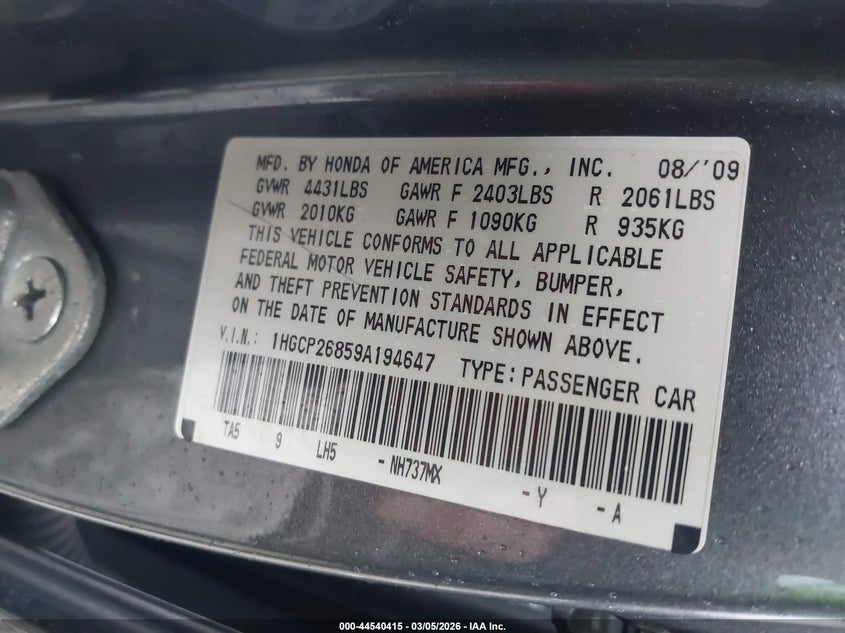 MFD. BY HONDA OF AMERICA MFG., INC. 08/'09
GVWR 4431LBS GAWR F 2403LBS R 2061LBS
GVWR 2010KG GAWR F 1090KG R 935KG
THIS VEHICLE CONFORMS TO ALL APPLICABLE
FEDERAL MOTOR VEHICLE SAFETY, BUMPER,
AND THEFT PREVENTION STANDARDS IN EFFECT
ON THE DATE OF MANUFACTURE SHOWN ABOVE.
V.I.N.: 1HGCP26859A194647 TYPE: PASSENGER CAR
TA5 9 LH5 - NH737MX - Y - A
000-44540415 | 03/05/2026 - IAA Inc.